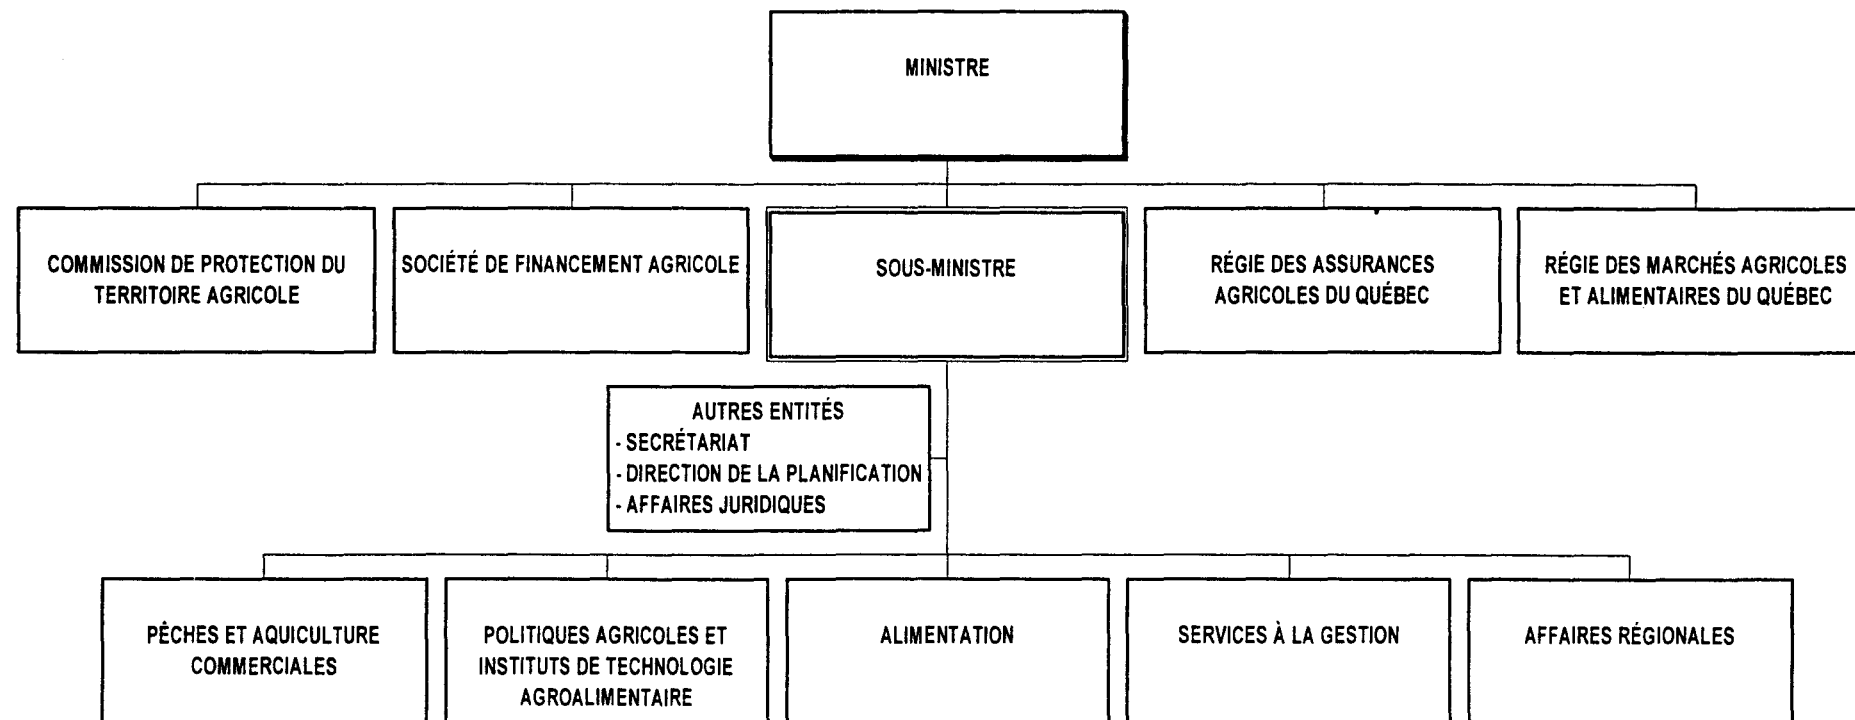 MINISTRE
COMMISSION DE PROTECTION DU
TERRITOIRE AGRICOLE
SOCIÉTÉ DE FINANCEMENT AGRICOLE
SOUS-MINISTRE
RÉGIE DES ASSURANCES
AGRICOLES DU QUÉBEC
RÉGIE DES MARCHÉS AGRICOLES
ET ALIMENTAIRES DU QUÉBEC
AUTRES ENTITÉS
- SECRÉTARIAT
- DIRECTION DE LA PLANIFICATION
- AFFAIRES JURIDIQUES
PÊCHES ET AQUICULTURE
COMMERCIALES
POLITIQUES AGRICOLES ET
INSTITUTS DE TECHNOLOGIE
AGROALIMENTAIRE
ALIMENTATION
SERVICES À LA GESTION
AFFAIRES RÉGIONALES